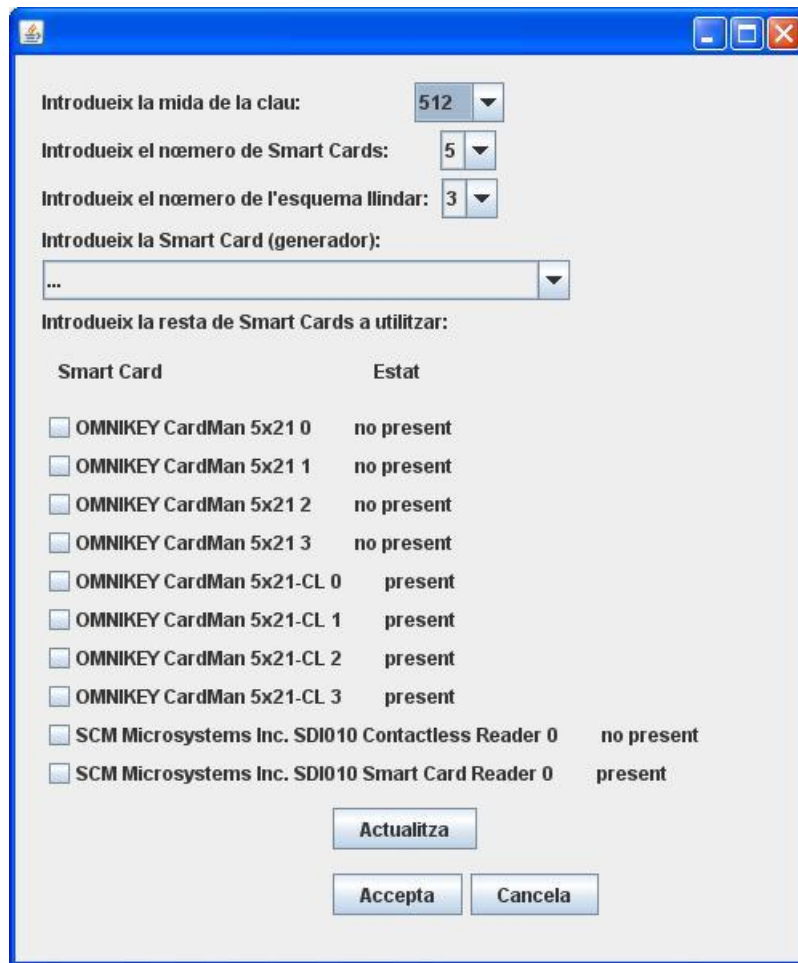 Introdueix la mida de la clau: 512
Introdueix el nœmero de Smart Cards: 5
Introdueix el nœmero de l'esquema llindar: 3
Introdueix la Smart Card (generador):
...
Introdueix la resta de Smart Cards a utilitzar:
Smart Card Estat
OMNIKEY CardMan 5x21 0 no present
OMNIKEY CardMan 5x21 1 no present
OMNIKEY CardMan 5x21 2 no present
OMNIKEY CardMan 5x21 3 no present
OMNIKEY CardMan 5x21-CL 0 present
OMNIKEY CardMan 5x21-CL 1 present
OMNIKEY CardMan 5x21-CL 2 present
OMNIKEY CardMan 5x21-CL 3 present
SCM Microsystems Inc. SDI010 Contactless Reader 0 no present
SCM Microsystems Inc. SDI010 Smart Card Reader 0 present
Actualitza
Accepta Cancela